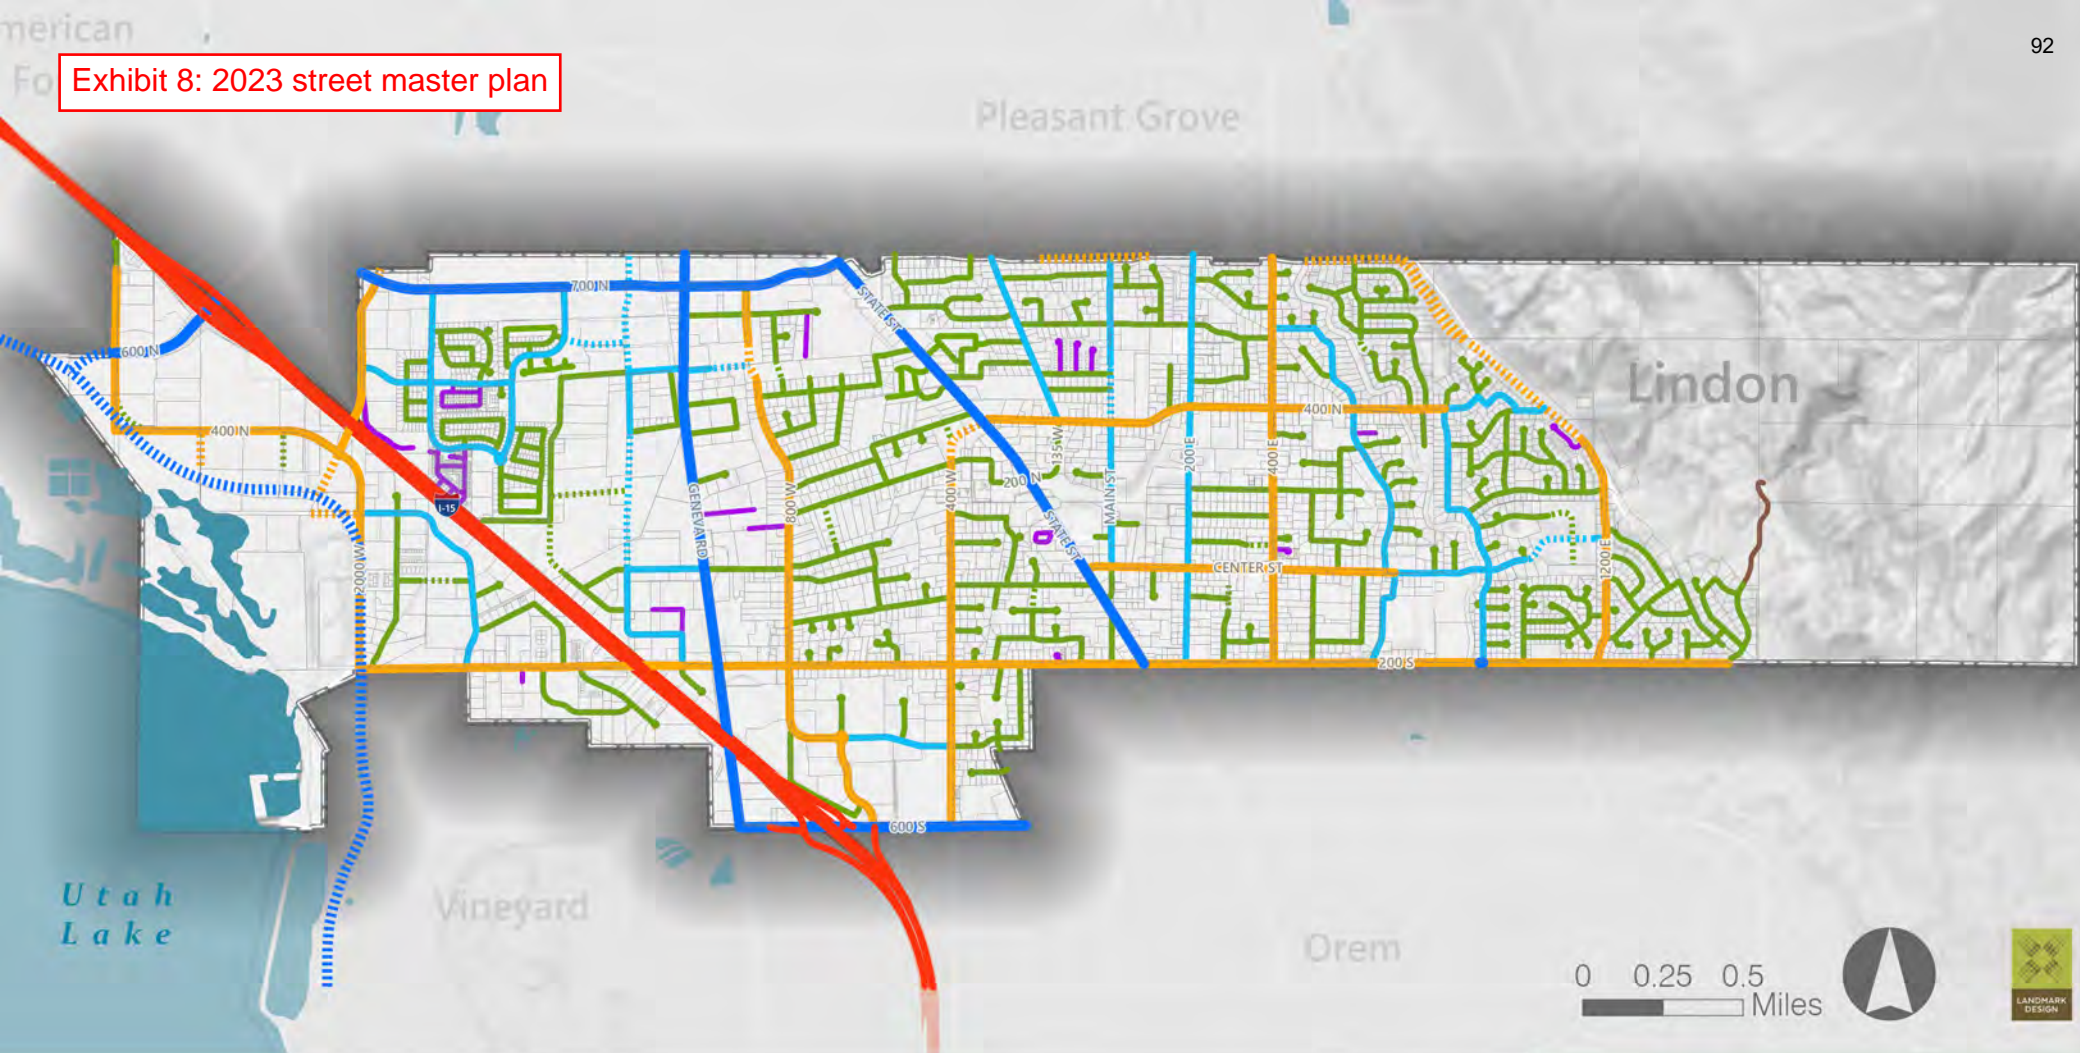 merican
Fo
Exhibit 8: 2023 street master plan
92
Pleasant Grove
700 N
STATE ST
600 N
Lindon
400 N
400 N
I-15
GENEVA RD
800 W
400 W
200 N
135 W
MAIN ST
200 E
400 E
STATE ST
2000 W
CENTER ST
1200 E
200 S
600 S
Utah
Lake
Vineyard
Orem
0 0.25 0.5
Miles
LANDMARK
DESIGN